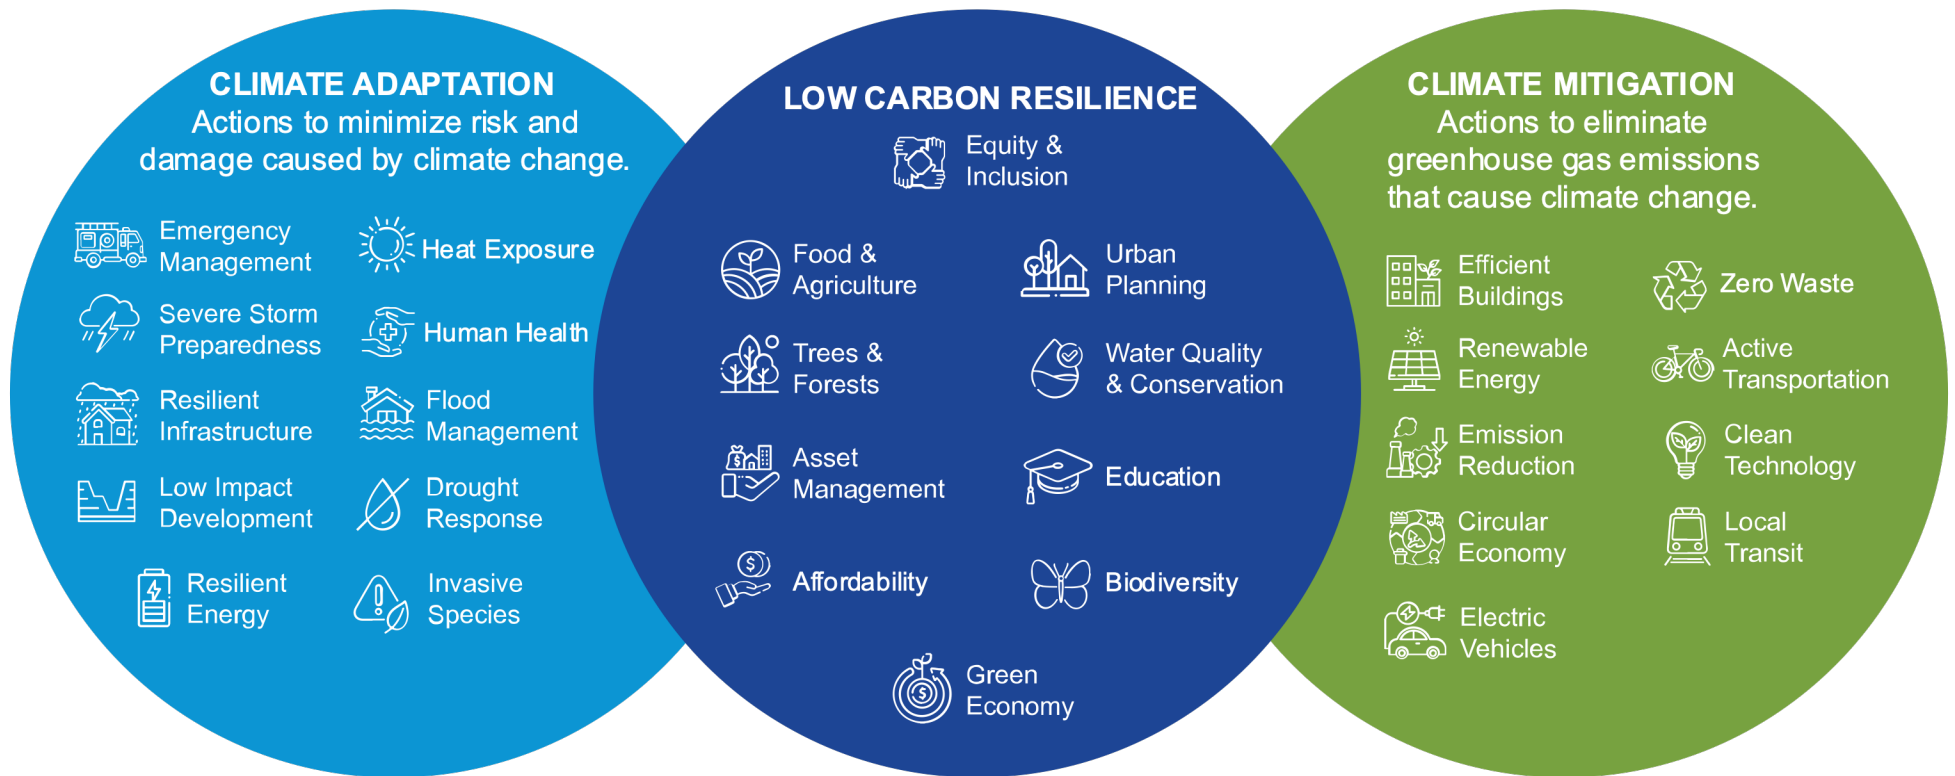 CLIMATE ADAPTATION
Actions to minimize risk and
damage caused by climate change.
Emergency
Management
Heat Exposure
Severe Storm
Preparedness
Human Health
Resilient
Infrastructure
Flood
Management
Low Impact
Development
Drought
Response
Resilient
Energy
Invasive
Species
LOW CARBON RESILIENCE
Equity &
Inclusion
Food &
Agriculture
Urban
Planning
Trees &
Forests
Water Quality
& Conservation
Asset
Management
Education
Affordability
Biodiversity
Green
Economy
CLIMATE MITIGATION
Actions to eliminate
greenhouse gas emissions
that cause climate change.
Efficient
Buildings
Zero Waste
Renewable
Energy
Active
Transportation
Emission
Reduction
Clean
Technology
Circular
Economy
Local
Transit
Electric
Vehicles